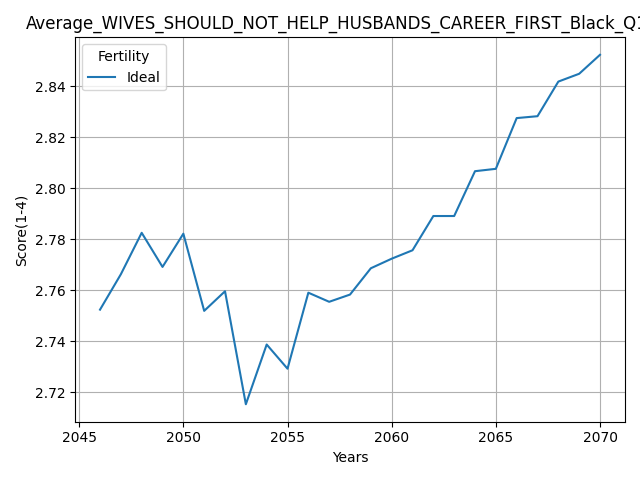 Average_WIVES_SHOULD_NOT_HELP_HUSBANDS_CAREER_FIRST_Black_Q1
Fertility
Ideal
Score(1-4)
2.84
2.82
2.80
2.78
2.76
2.74
2.72
2045 2050 2055 2060 2065 2070
Years